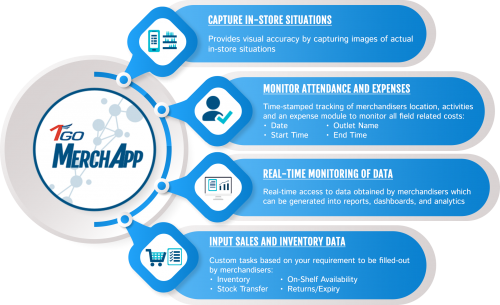 CAPTURE IN-STORE SITUATIONS
Provides visual accuracy by capturing images of actual
in-store situations
MONITOR ATTENDANCE AND EXPENSES
Time-stamped tracking of merchandisers location, activities
and an expense module to monitor all field related costs:
• Date • Outlet Name
• Start Time • End Time
TGO
MERCHAPP
REAL-TIME MONITORING OF DATA
Real-time access to data obtained by merchandisers which
can be generated into reports, dashboards, and analytics
INPUT SALES AND INVENTORY DATA
Custom tasks based on your requirement to be filled-out
by merchandisers:
• Inventory • On-Shelf Availability
• Stock Transfer • Returns/Expiry